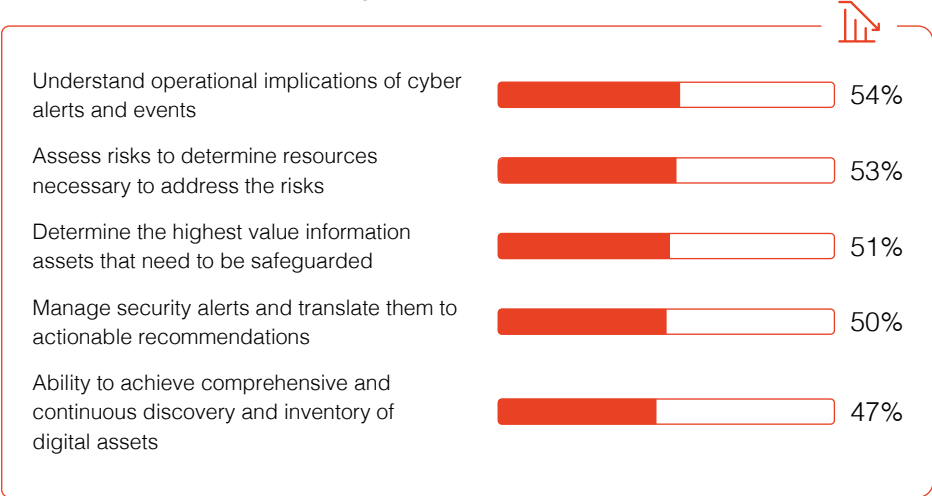 Understand operational implications of cyber
alerts and events
54%
Assess risks to determine resources
necessary to address the risks
53%
Determine the highest value information
assets that need to be safeguarded
51%
Manage security alerts and translate them to
actionable recommendations
50%
Ability to achieve comprehensive and
continuous discovery and inventory of
digital assets
47%